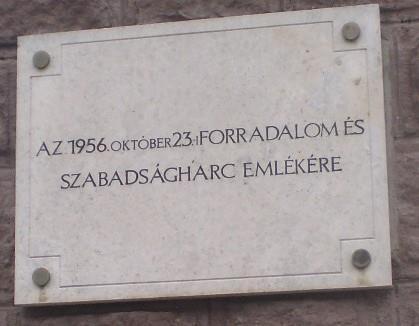 AZ 1956. OKTÓBER 23.-I FORRADALOM ÉS
SZABADSÁGHARC EMLÉKÉRE